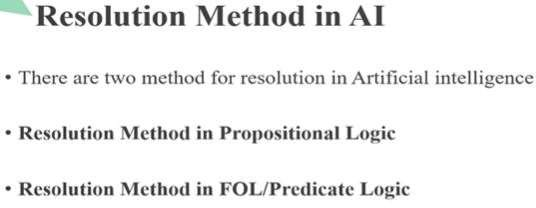 Resolution Method in AI
• There are two method for resolution in Artificial intelligence
• Resolution Method in Propositional Logic
• Resolution Method in FOL/Predicate Logic